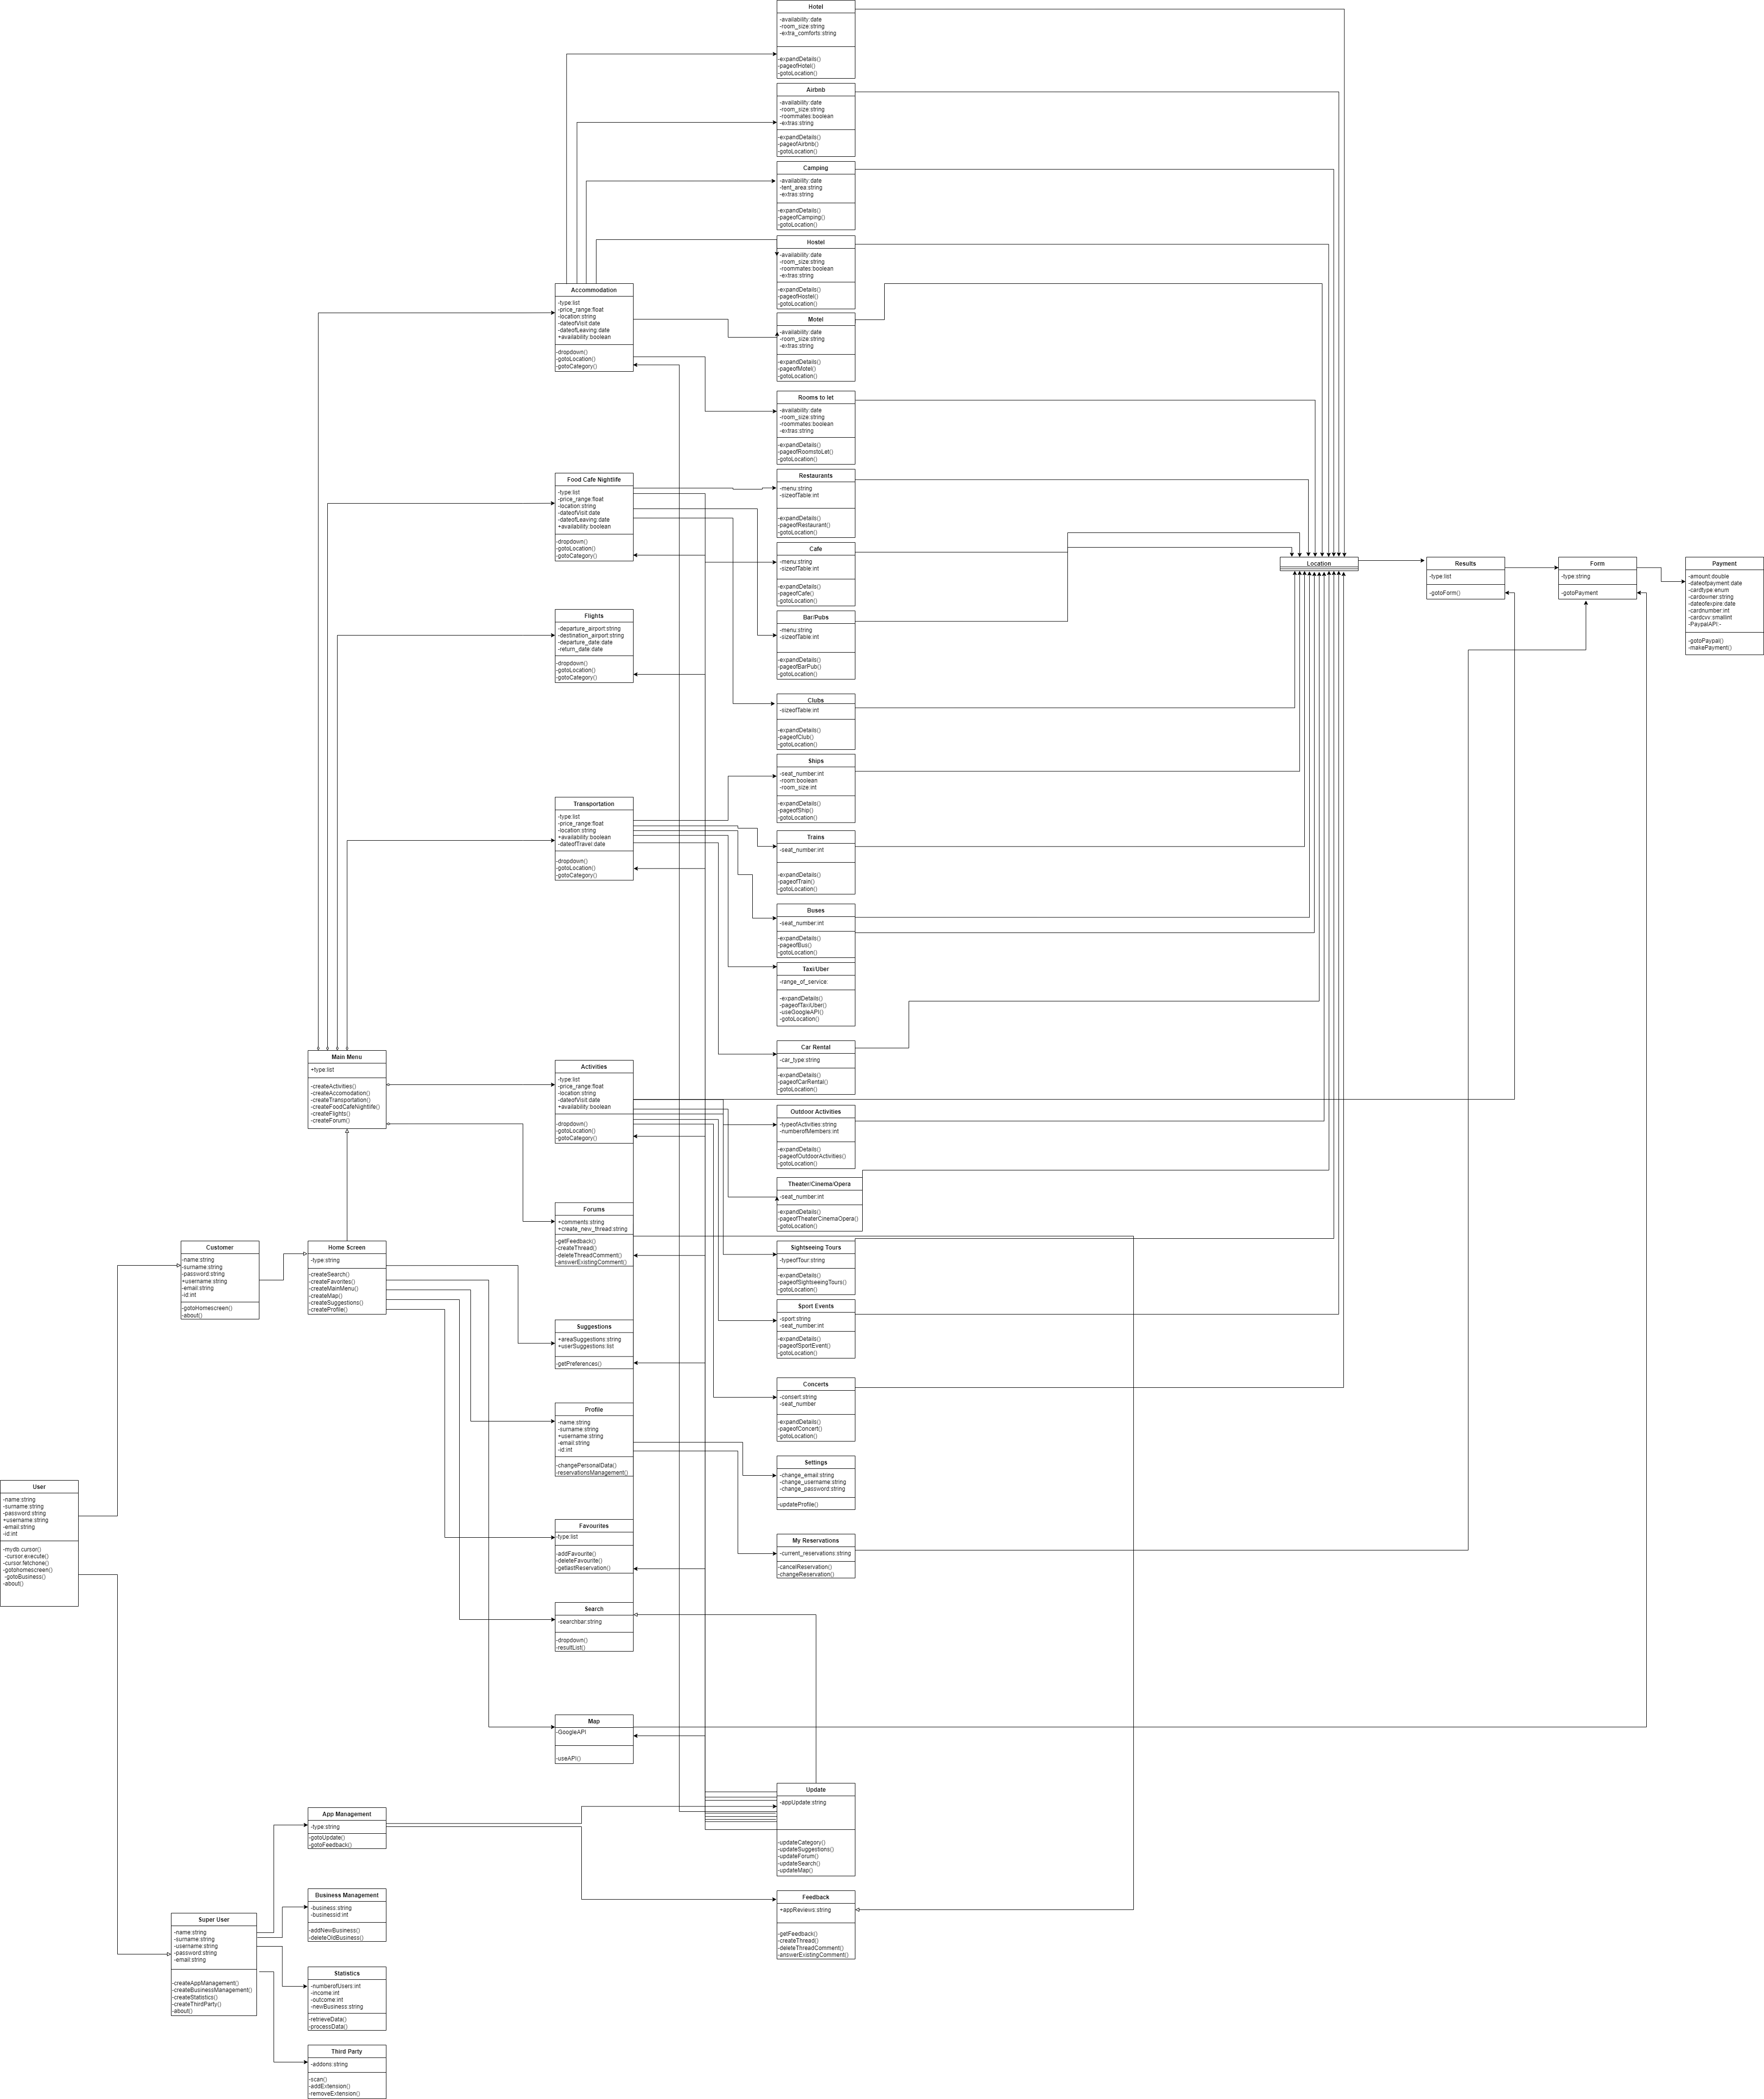 Hotel
-availability:date
-room_size:string
-extra_comforts:string
-expandDetails()
-pageofHotel()
-gotoLocation()
Airbnb
-availability:date
-room_size:string
-roommates:boolean
-extras:string
-expandDetails()
-pageofAirbnb()
-gotoLocation()
Camping
-availability:date
-tent_area:string
-extras:string
-expandDetails()
-pageofCamping()
-gotoLocation()
Hostel
-availability:date
-room_size:string
-roommates:boolean
-extras:string
-expandDetails()
-pageofHostel()
-gotoLocation()
Accommodation
-type:list
-price_range:float
-location:string
-dateofVisit:date
-dateofLeaving:date
+availability:boolean
-dropdown()
-gotoLocation()
-gotoCategory()
Motel
-availability:date
-room_size:string
-extras:string
-expandDetails()
-pageofMotel()
-gotoLocation()
Rooms to let
-availability:date
-room_size:string
-roommates:boolean
-extras:string
-expandDetails()
-pageofRoomstoLet()
-gotoLocation()
Food Cafe Nightlife
-type:list
-price_range:float
-location:string
-dateofVisit:date
-dateofLeaving:date
+availability:boolean
-dropdown()
-gotoLocation()
-gotoCategory()
Restaurants
-menu:string
-sizeofTable:int
-expandDetails()
-pageofRestaurant()
-gotoLocation()
Cafe
-menu:string
-sizeofTable:int
-expandDetails()
-pageofCafe()
-gotoLocation()
Location
Results
-type:list
-gotoForm()
Form
-type:string
-gotoPayment
Payment
-amount:double
-dateofpayment:date
-cardtype:enum
-cardowner:string
-dateofexpire:date
-cardnumber:int
-cardcvv:smallint
-PaypalAPI:-
-gotoPaypal()
-makePayment()
Flights
-departure_airport:string
-destination_airport:string
-departure_date:date
-return_date:date
-dropdown()
-gotoLocation()
-gotoCategory()
Bar/Pubs
-menu:string
-sizeofTable:int
-expandDetails()
-pageofBarPub()
-gotoLocation()
Clubs
-sizeofTable:int
-expandDetails()
-pageofClub()
-gotoLocation()
Ships
-seat_number:int
-room:boolean
-room_size:int
-expandDetails()
-pageofShip()
-gotoLocation()
Transportation
-type:list
-price_range:float
-location:string
+availability:boolean
-dateofTravel:date
-dropdown()
-gotoLocation()
-gotoCategory()
Trains
-seat_number:int
-expandDetails()
-pageofTrain()
-gotoLocation()
Buses
-seat_number:int
-expandDetails()
-pageofBus()
-gotoLocation()
Taxi/Uber
-range_of_service:
-expandDetails()
-pageofTaxiUber()
-useGoogleAPI()
-gotoLocation()
Car Rental
-car_type:string
-expandDetails()
-pageofCarRental()
-gotoLocation()
Main Menu
+type:list
-createActivities()
-createAccomodation()
-createTransportation()
-createFoodCafeNightlife()
-createFlights()
-createForum()
Activities
-type:list
-price_range:float
-location:string
-dateofVisit:date
+availability:boolean
-dropdown()
-gotoLocation()
-gotoCategory()
Outdoor Activities
-typeofActivities:string
-numberofMembers:int
-expandDetails()
-pageofOutdoorActivities()
-gotoLocation()
Theater/Cinema/Opera
-seat_number:int
-expandDetails()
-pageofTheaterCinemaOpera()
-gotoLocation()
Forums
+comments:string
+create_new_thread:string
-getFeedback()
-createThread()
-deleteThreadComment()
-answerExistingComment()
Customer
-name:string
-surname:string
-password:string
+username:string
-email:string
-id:int
-gotoHomescreen()
-about()
Home Screen
-type:string
-createSearch()
-createFavorites()
-createMainMenu()
-createMap()
-createSuggestions()
-createProfile()
Sightseeing Tours
-typeofTour:string
-expandDetails()
-pageofSightseeingTours()
-gotoLocation()
Sport Events
-sport:string
-seat_number:int
-expandDetails()
-pageofSportEvent()
-gotoLocation()
Suggestions
+areaSuggestions:string
+userSuggestions:list
-getPreferences()
Concerts
-consert:string
-seat_number
-expandDetails()
-pageofConcert()
-gotoLocation()
Profile
-name:string
-surname:string
+username:string
-email:string
-id:int
-changePersonalData()
-reservationsManagement()
Settings
-change_email:string
-change_username:string
-change_password:string
-updateProfile()
User
-name:string
-surname:string
-password:string
+username:string
-email:string
-id:int
-mydb.cursor()
-cursor.execute()
-cursor.fetchone()
-gotohomescreen()
-gotoBusiness()
-about()
Favourites
-type:list
-addFavourite()
-deleteFavourite()
-getlastReservation()
My Reservations
-current_reservations:string
-cancelReservation()
-changeReservation()
Search
-searchbar:string
-dropdown()
-resultList()
Map
-GoogleAPI
-useAPI()
Update
-appUpdate:string
-updateCategory()
-updateSuggestions()
-updateForum()
-updateSearch()
-updateMap()
App Management
-type:string
-gotoUpdate()
-gotoFeedback()
Business Management
-business:string
-businessid:int
-addNewBusiness()
-deleteOldBusiness()
Feedback
+appReviews:string
-getFeedback()
-createThread()
-deleteThreadComment()
-answerExistingComment()
Super User
-name:string
-surname:string
-username:string
-password:string
-email:string
-createAppManagement()
-createBusinessManagement()
-createStatistics()
-createThirdParty()
-about()
Statistics
-numberofUsers:int
-income:int
-outcome:int
-newBusiness:string
-retrieveData()
-processData()
Third Party
-addons:string
-scan()
-addExtension()
-removeExtension()